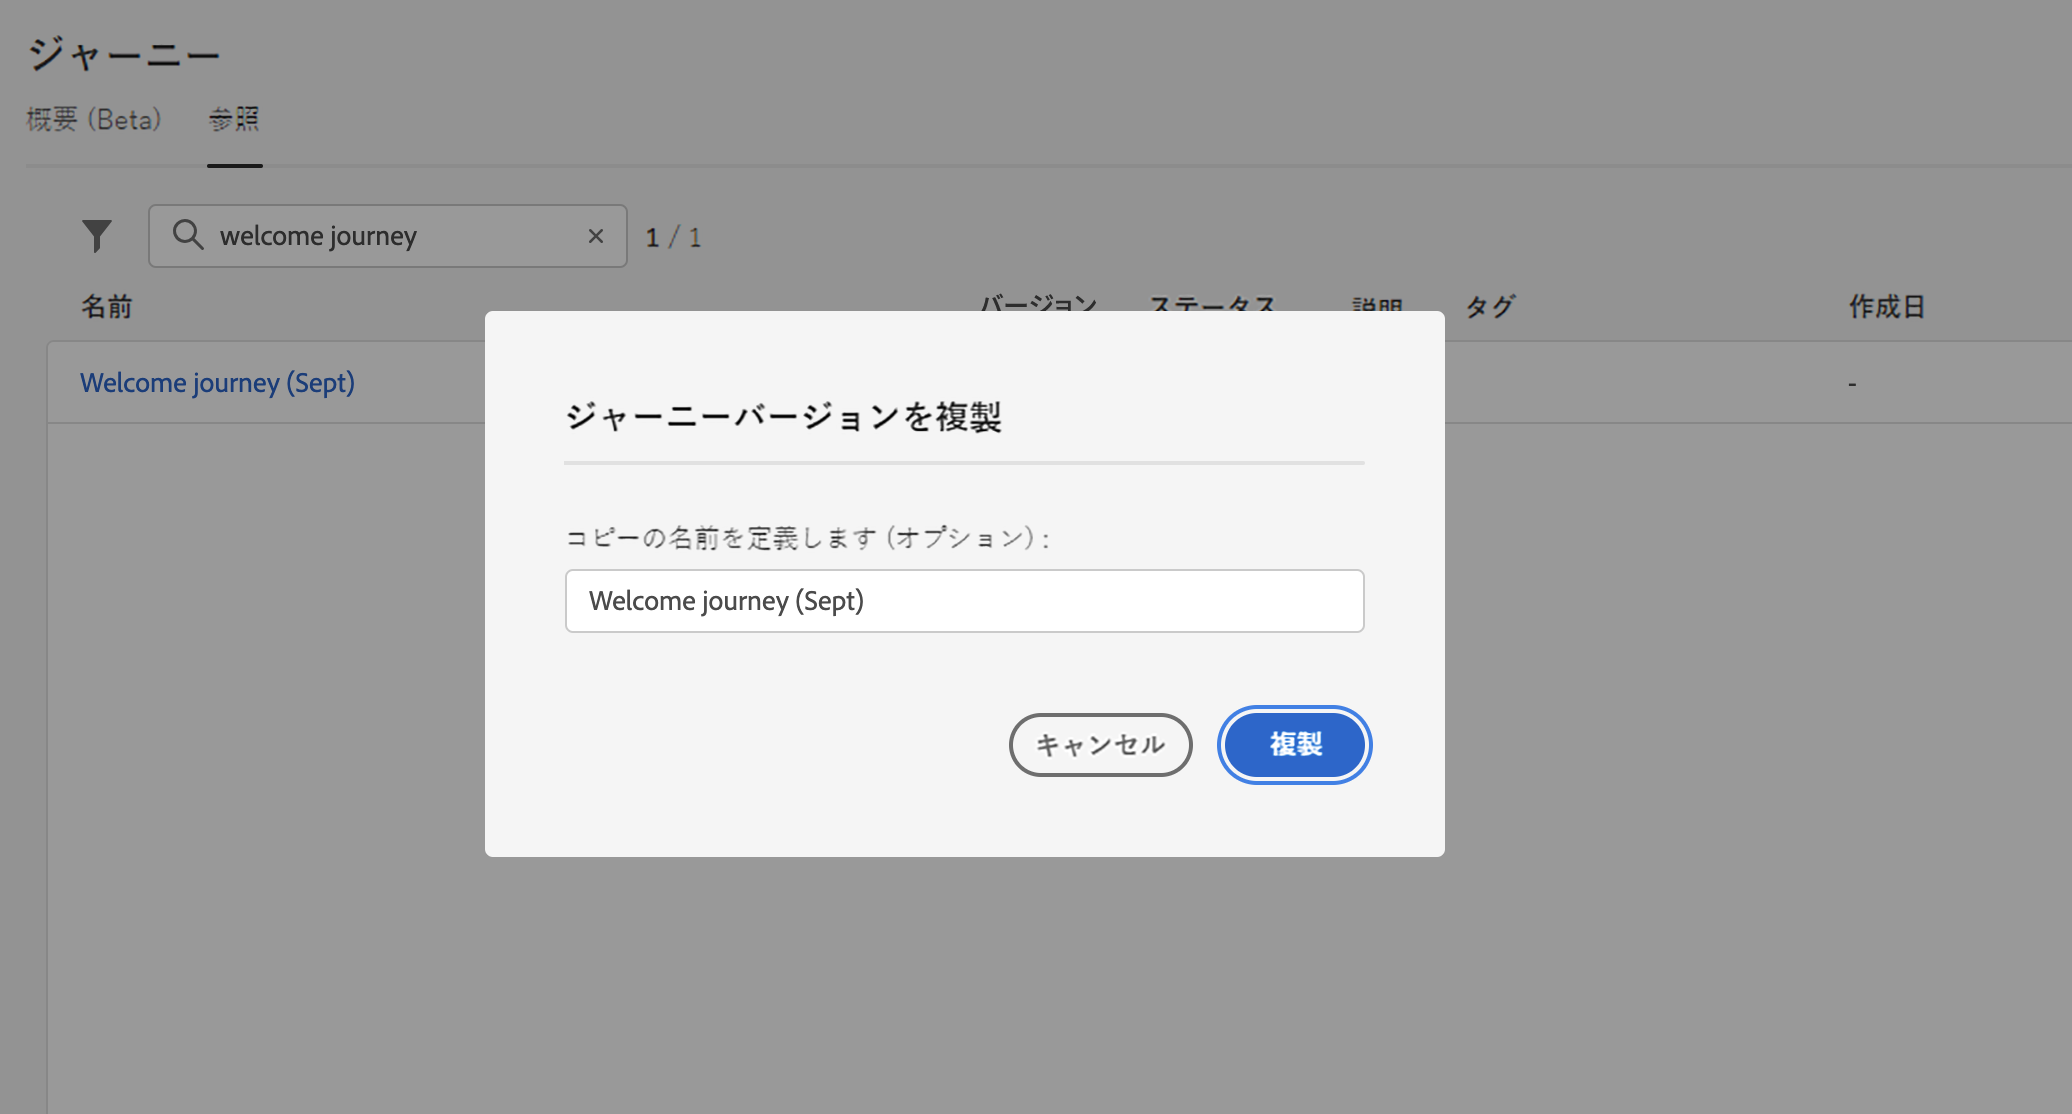 ジャーニー
概要 (Beta) 参照
welcome journey 1 / 1
名前 バージョン ステータス 説明 タグ 作成日
Welcome journey (Sept) -
ジャーニーバージョンを複製
コピーの名前を定義します (オプション) :
Welcome journey (Sept)
キャンセル 複製